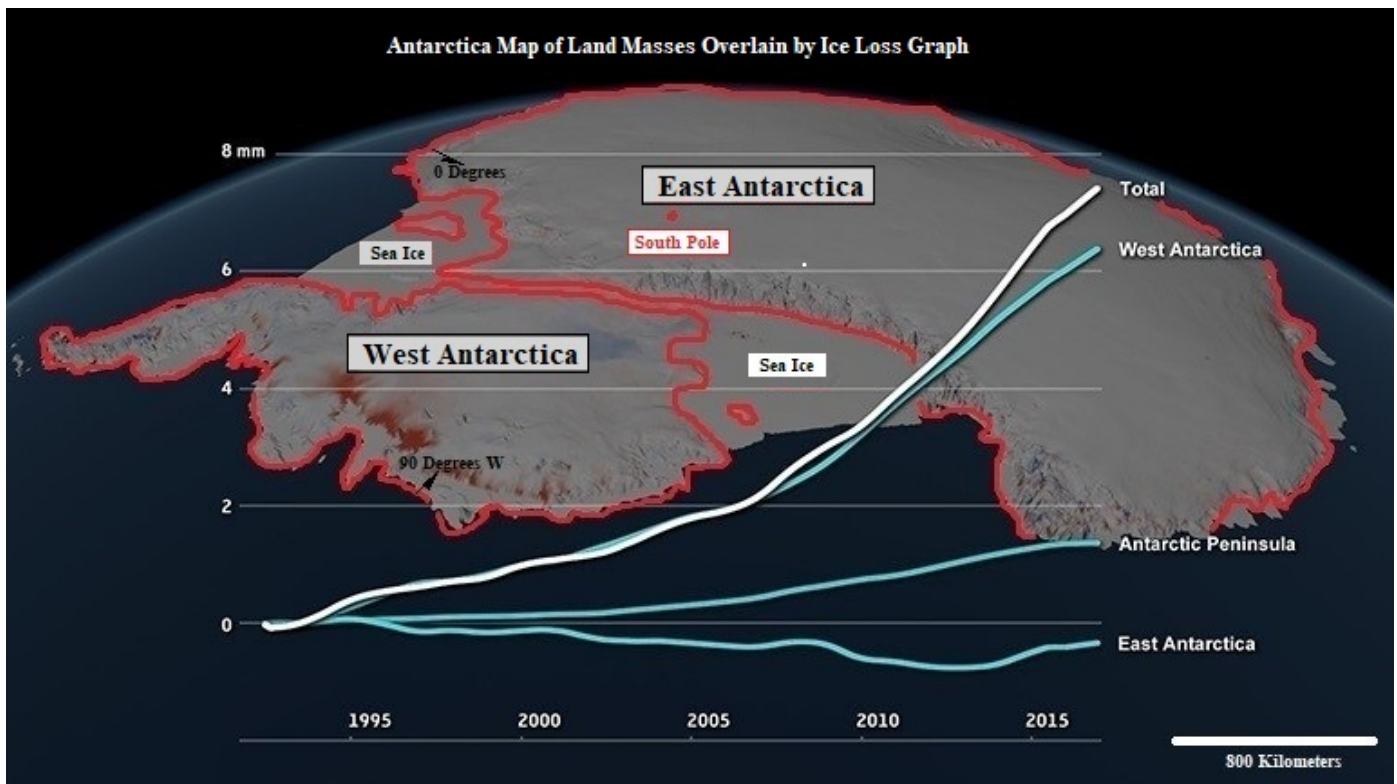 Antarctica Map of Land Masses Overlain by Ice Loss Graph
8 mm
0 Degrees
East Antarctica
Total
South Pole
West Antarctica
Sea Ice
6
West Antarctica
Sea Ice
4
90 Degrees W
2
Antarctic Peninsula
0
East Antarctica
1995 2000 2005 2010 2015
800 Kilometers